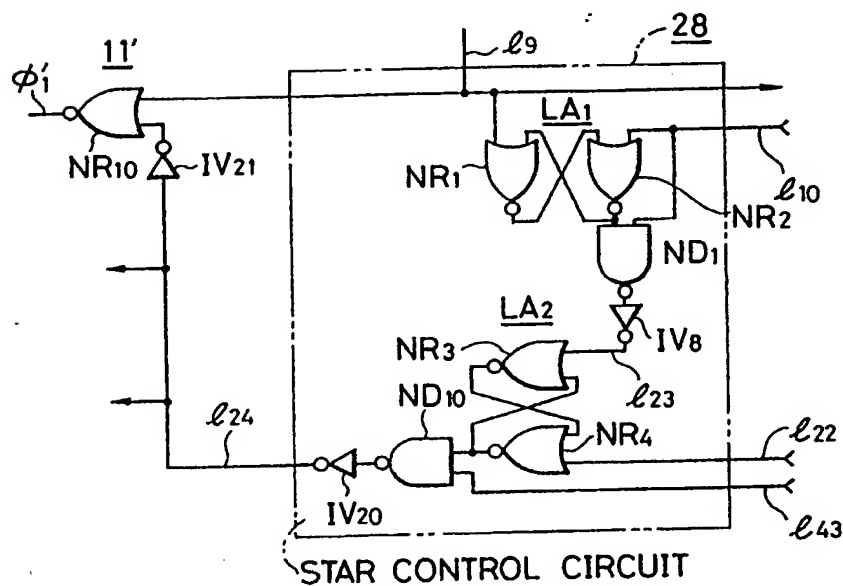 11'
ℓ9
28
ϕ1'
LA1
NR10
IV21
NR1
ℓ10
NR2
ND1
LA2
IV8
NR3
ℓ23
ND10
ℓ24
NR4
ℓ22
IV20
ℓ43
STAR CONTROL CIRCUIT